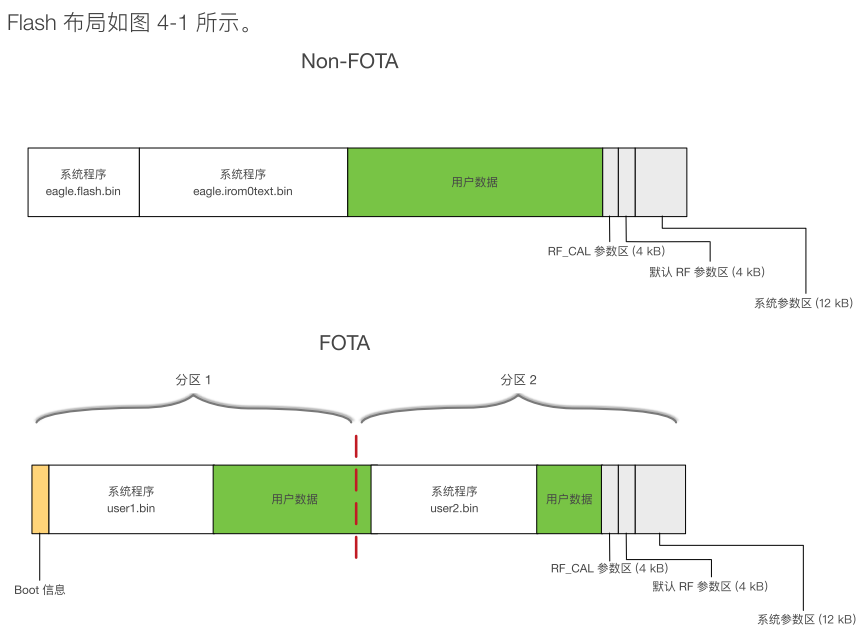 Flash 布局如图 4-1 所示。
Non-FOTA
系统程序
eagle.flash.bin
系统程序
eagle.irom0text.bin
用户数据
RF_CAL 参数区 (4 kB)
默认 RF 参数区 (4 kB)
系统参数区 (12 kB)
FOTA
分区 1
分区 2
系统程序
user1.bin
用户数据
系统程序
user2.bin
用户数据
Boot 信息
RF_CAL 参数区 (4 kB)
默认 RF 参数区 (4 kB)
系统参数区 (12 kB)